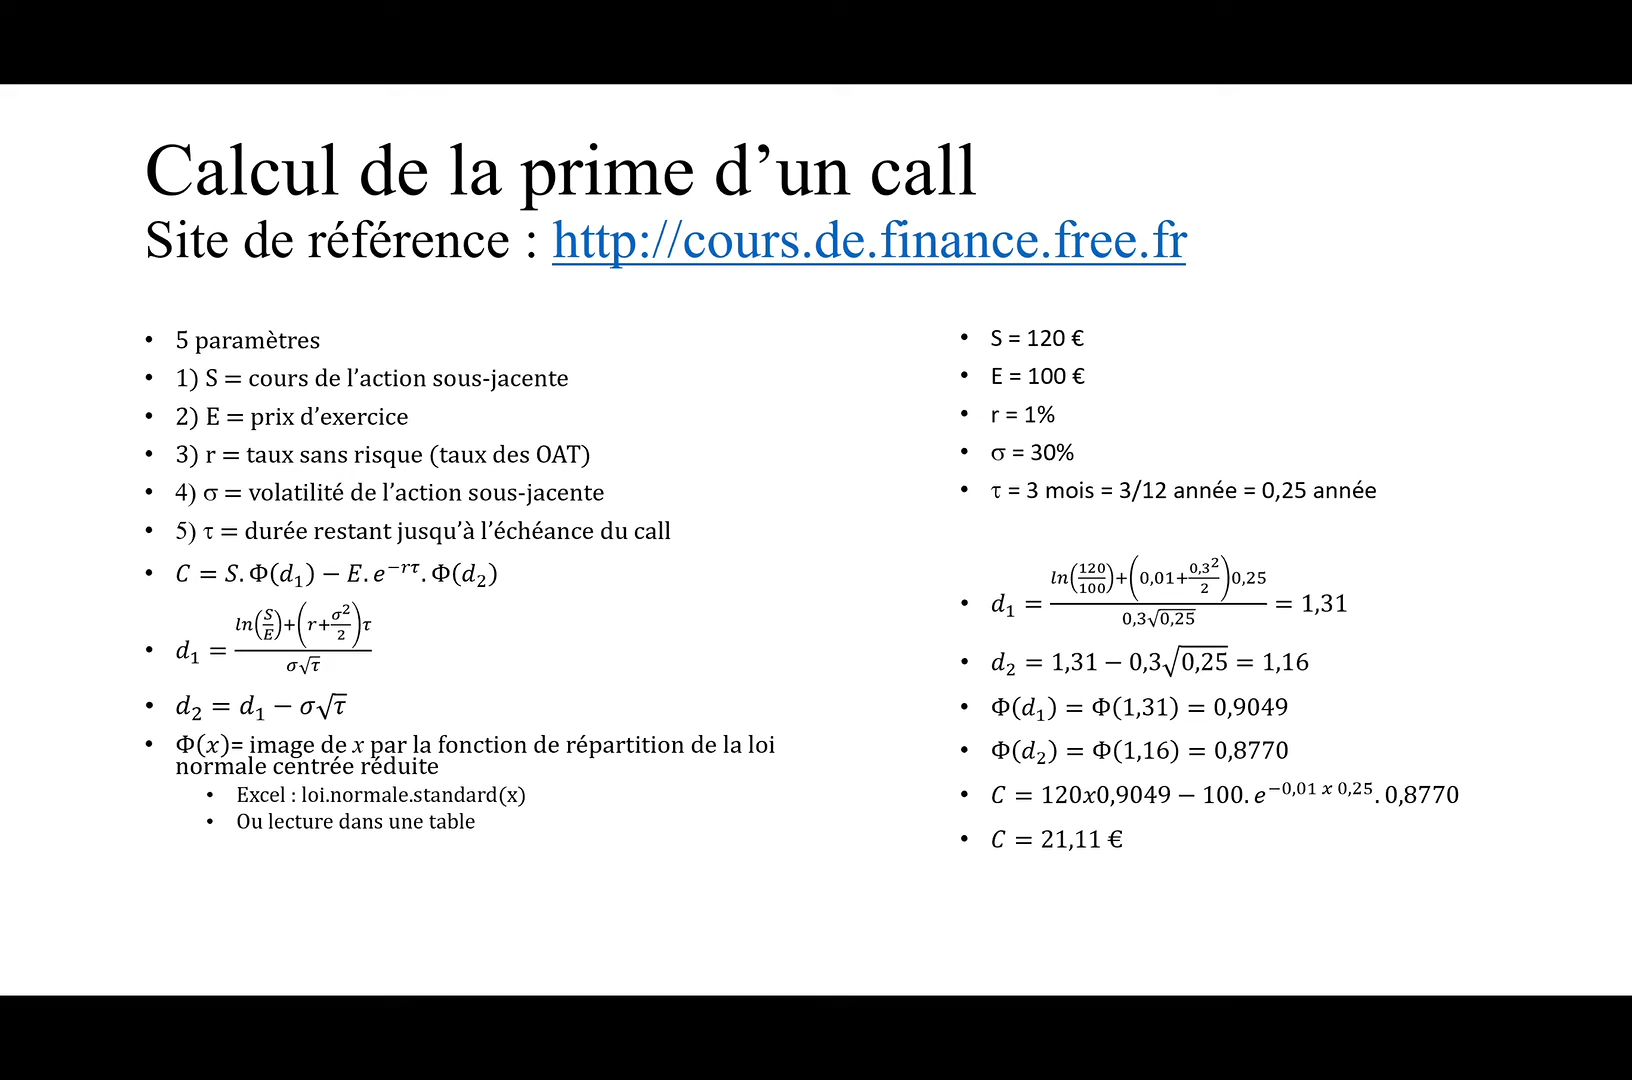 Calcul de la prime d’un call
Site de référence : http://cours.de.finance.free.fr
• 5 paramètres
• 1) S = cours de l’action sous-jacente
• 2) E = prix d’exercice
• 3) r = taux sans risque (taux des OAT)
• 4) σ = volatilité de l’action sous-jacente
• 5) τ = durée restant jusqu’à l’échéance du call
• C = S. Φ(d₁) − E. e^{−rτ}. Φ(d₂)
• d₁ = \frac{ln(\frac{S}{E})+(r+\frac{σ²}{2})τ}{σ√τ}
• d₂ = d₁ − σ√τ
• Φ(x)= image de x par la fonction de répartition de la loi
normale centrée réduite
• Excel : loi.normale.standard(x)
• Ou lecture dans une table
• S = 120 €
• E = 100 €
• r = 1%
• σ = 30%
• τ = 3 mois = 3/12 année = 0,25 année
• d₁ = \frac{ln(\frac{120}{100})+(0,01+\frac{0,3²}{2})0,25}{0,3√0,25} = 1,31
• d₂ = 1,31 − 0,3√0,25 = 1,16
• Φ(d₁) = Φ(1,31) = 0,9049
• Φ(d₂) = Φ(1,16) = 0,8770
• C = 120x0,9049 − 100. e^{−0,01 x 0,25}. 0,8770
• C = 21,11 €